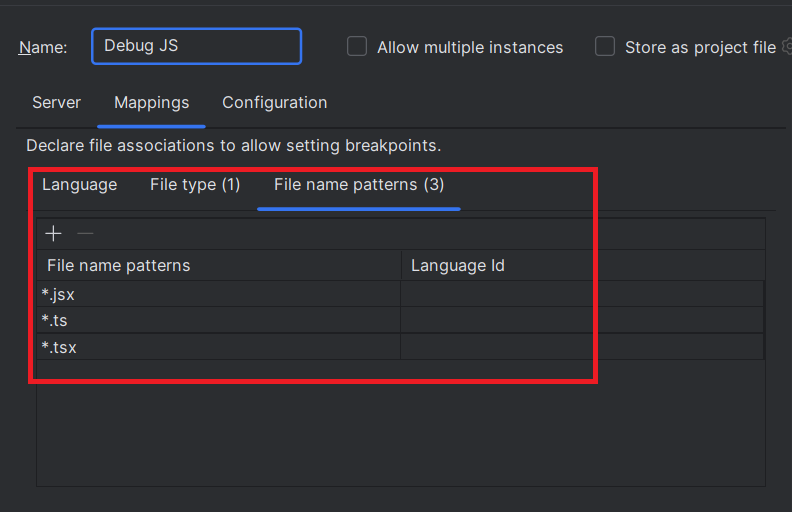 Name: Debug JS Allow multiple instances Store as project file
Server Mappings Configuration
Declare file associations to allow setting breakpoints.
Language File type (1) File name patterns (3)
File name patterns Language Id
*.jsx
*.ts
*.tsx